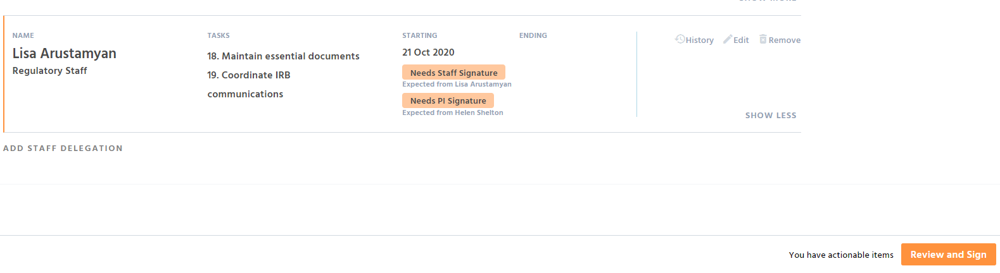 NAME
TASKS
STARTING
ENDING
History
Edit
Remove
Lisa Arustamyan
Regulatory Staff
18. Maintain essential documents
19. Coordinate IRB
communications
21 Oct 2020
Needs Staff Signature
Expected from Lisa Arustamyan
Needs PI Signature
Expected from Helen Shelton
SHOW LESS
ADD STAFF DELEGATION
You have actionable items
Review and Sign